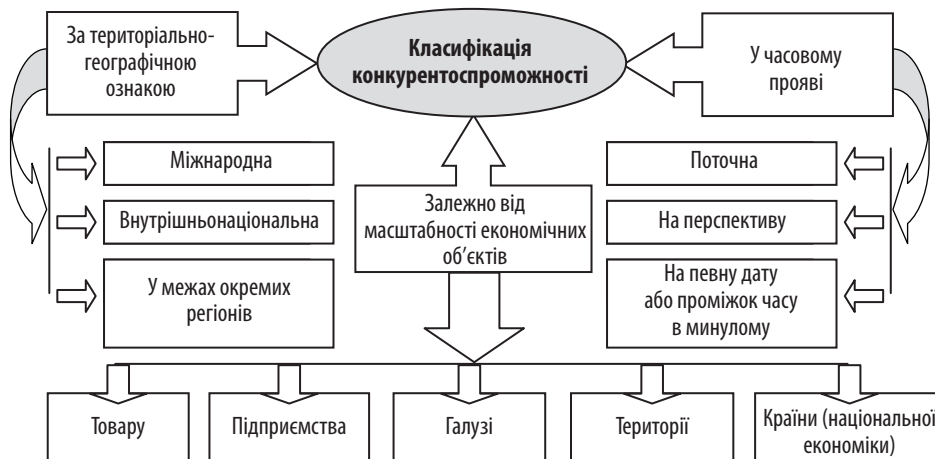 За територіально-
географічною
ознакою
Класифікація
конкурентоспроможності
У часовому
прояві
Міжнародна
Внутрішньонаціональна
У межах окремих
регіонів
Залежно від
масштабності економічних
об’єктів
Поточна
На перспективу
На певну дату
або проміжок часу
в минулому
Товару
Підприємства
Галузі
Території
Країни (національної
економіки)